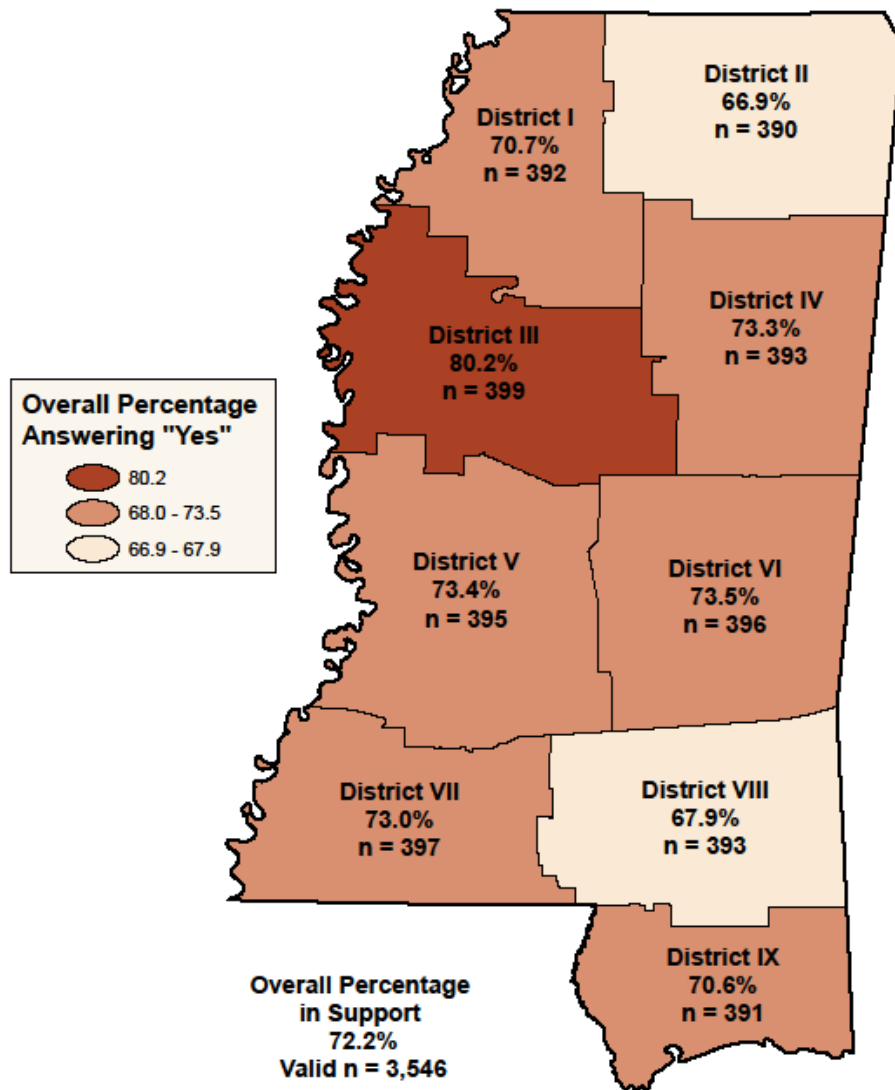 District I
70.7%
n = 392
District II
66.9%
n = 390
District III
80.2%
n = 399
District IV
73.3%
n = 393
Overall Percentage
Answering "Yes"
80.2
68.0 - 73.5
66.9 - 67.9
District V
73.4%
n = 395
District VI
73.5%
n = 396
District VII
73.0%
n = 397
District VIII
67.9%
n = 393
District IX
70.6%
n = 391
Overall Percentage
in Support
72.2%
Valid n = 3,546